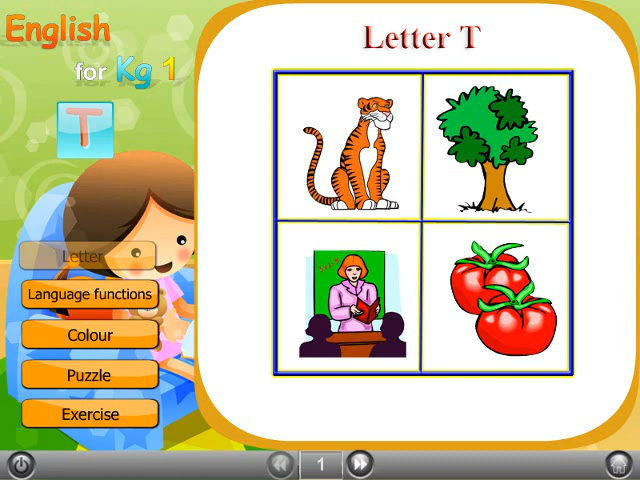 English
for Kg 1
T
Letter
Language functions
Colour
Puzzle
Exercise
Letter T
1